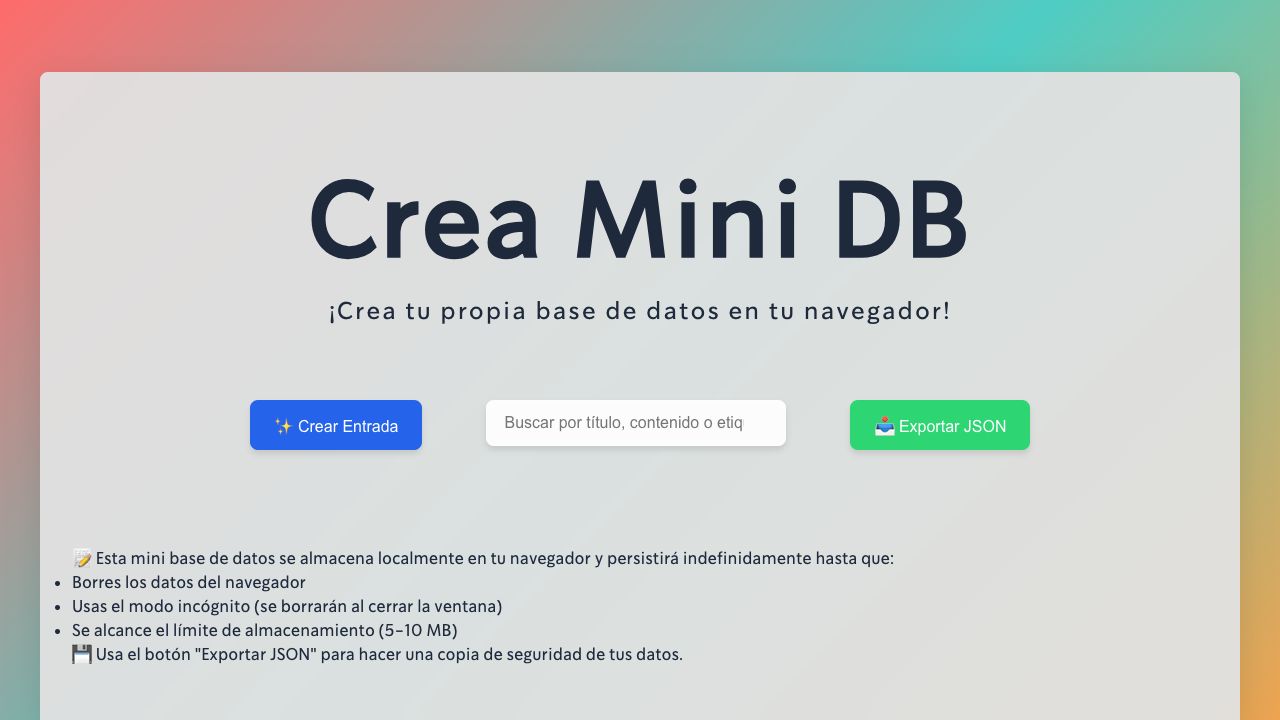 Crea Mini DB
¡Crea tu propia base de datos en tu navegador!
✨ Crear Entrada
Buscar por título, contenido o etiq
📥 Exportar JSON
📝 Esta mini base de datos se almacena localmente en tu navegador y persistirá indefinidamente hasta que:
• Borres los datos del navegador
• Usas el modo incógnito (se borrarán al cerrar la ventana)
• Se alcance el límite de almacenamiento (5-10 MB)
💾 Usa el botón "Exportar JSON" para hacer una copia de seguridad de tus datos.